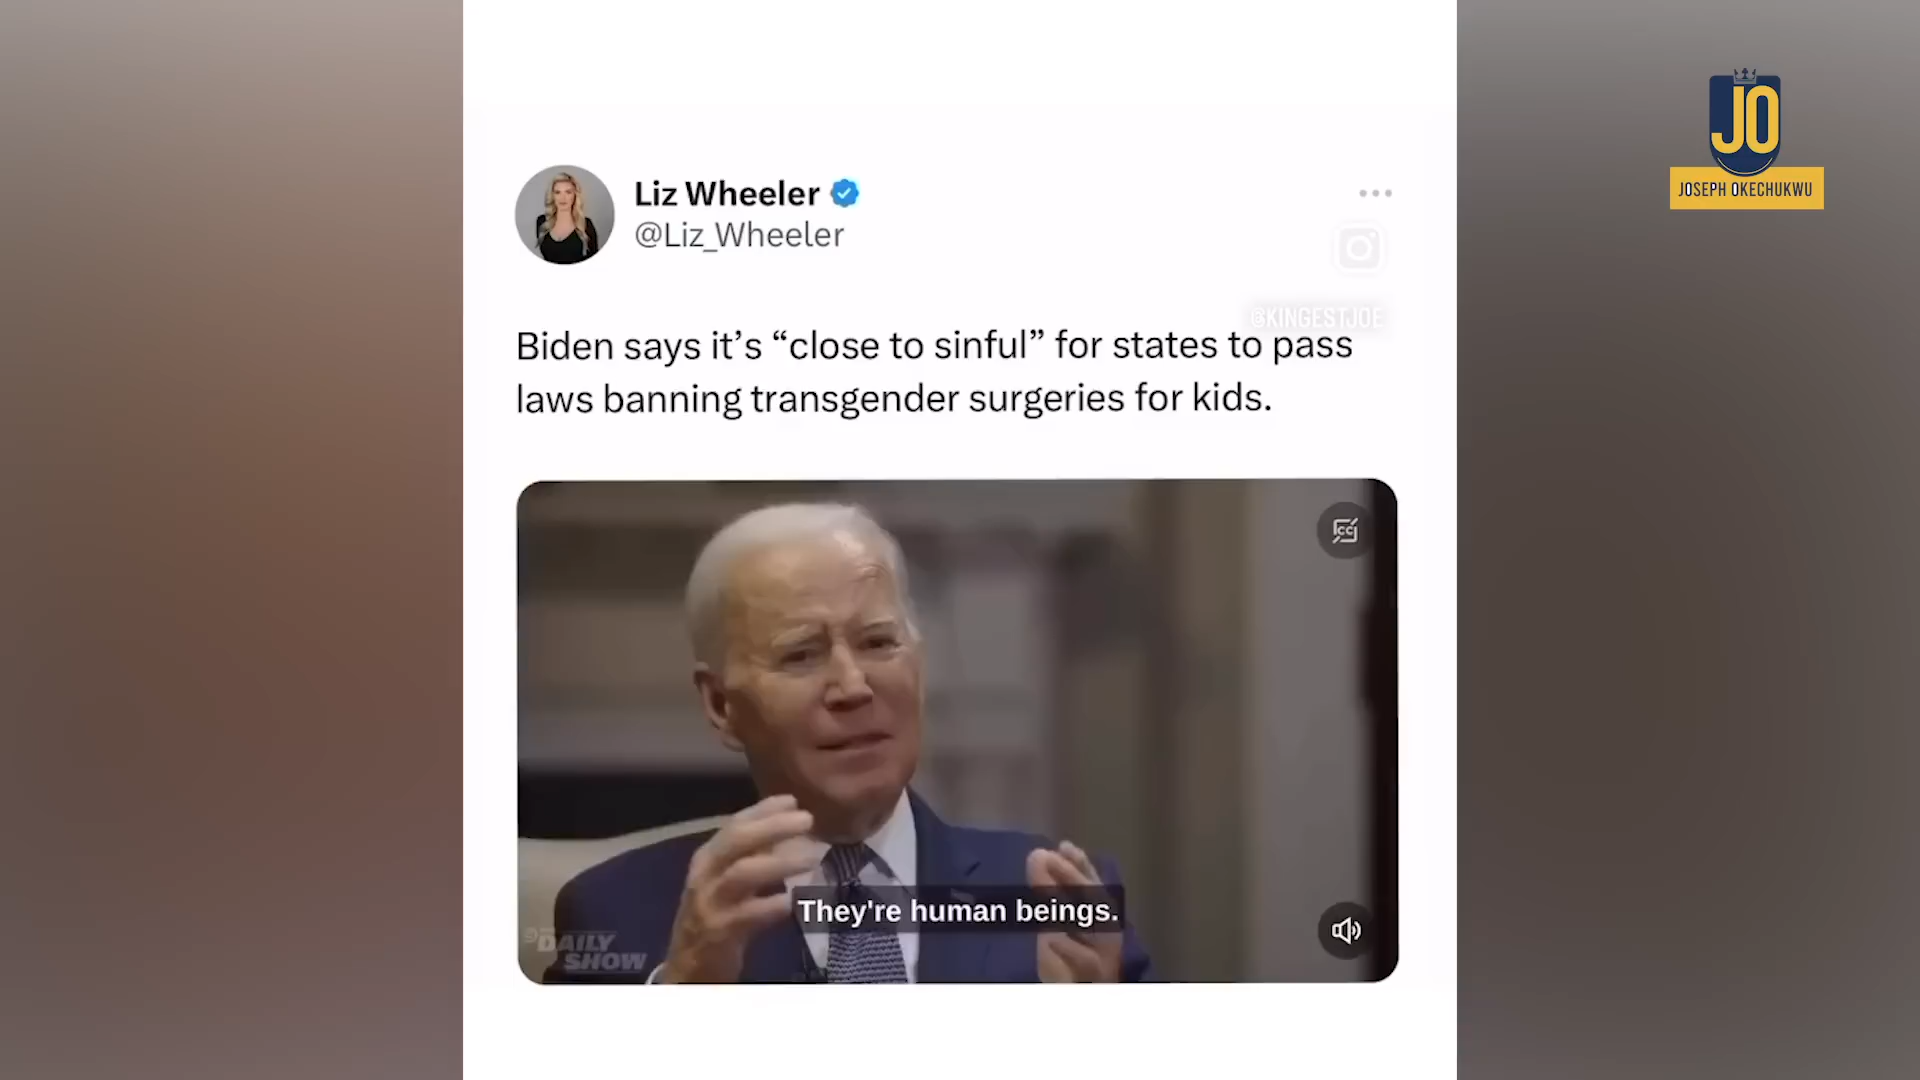 JO
JOSEPH OKECHUKWU
Liz Wheeler
@Liz_Wheeler
@KINGESTJOE
Biden says it’s “close to sinful” for states to pass
laws banning transgender surgeries for kids.
CC
They're human beings.
DAILY
SHOW